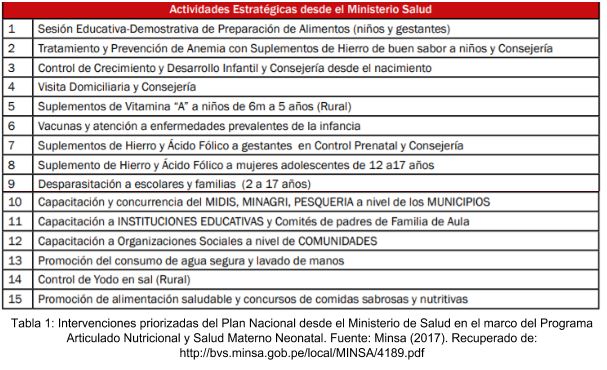 Actividades Estratégicas desde el Ministerio Salud
1 Sesión Educativa-Demostrativa de Preparación de Alimentos (niños y gestantes)
2 Tratamiento y Prevención de Anemia con Suplementos de Hierro de buen sabor a niños y Consejería
3 Control de Crecimiento y Desarrollo Infantil y Consejería desde el nacimiento
4 Visita Domiciliaria y Consejería
5 Suplementos de Vitamina “A” a niños de 6m a 5 años (Rural)
6 Vacunas y atención a enfermedades prevalentes de la infancia
7 Suplementos de Hierro y Ácido Fólico a gestantes en Control Prenatal y Consejería
8 Suplemento de Hierro y Ácido Fólico a mujeres adolescentes de 12 a17 años
9 Desparasitación a escolares y familias (2 a 17 años)
10 Capacitación y concurrencia del MIDIS, MINAGRI, PESQUERIA a nivel de los MUNICIPIOS
11 Capacitación a INSTITUCIONES EDUCATIVAS y Comités de padres de Familia de Aula
12 Capacitación a Organizaciones Sociales a nivel de COMUNIDADES
13 Promoción del consumo de agua segura y lavado de manos
14 Control de Yodo en sal (Rural)
15 Promoción de alimentación saludable y concursos de comidas sabrosas y nutritivas
Tabla 1: Intervenciones priorizadas del Plan Nacional desde el Ministerio de Salud en el marco del Programa
Articulado Nutricional y Salud Materno Neonatal. Fuente: Minsa (2017). Recuperado de:
http://bvs.minsa.gob.pe/local/MINSA/4189.pdf